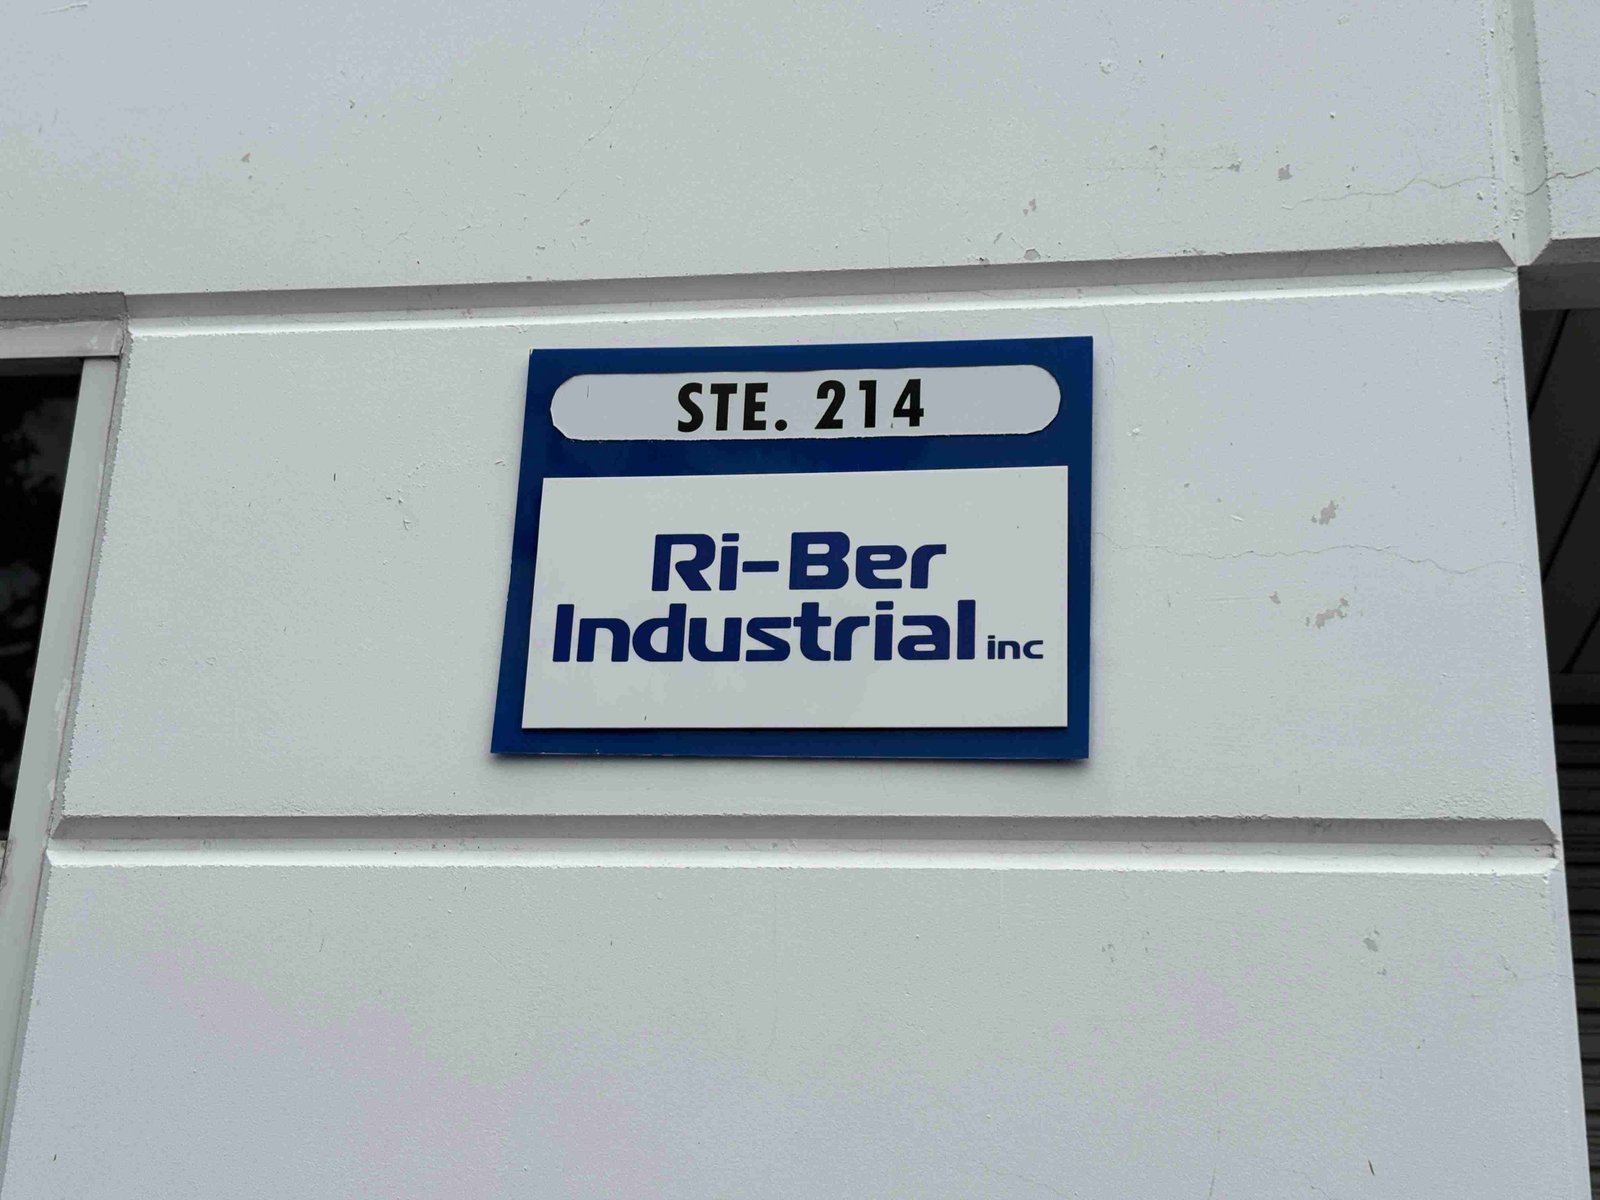 STE. 214
Ri-Ber
Industrial inc